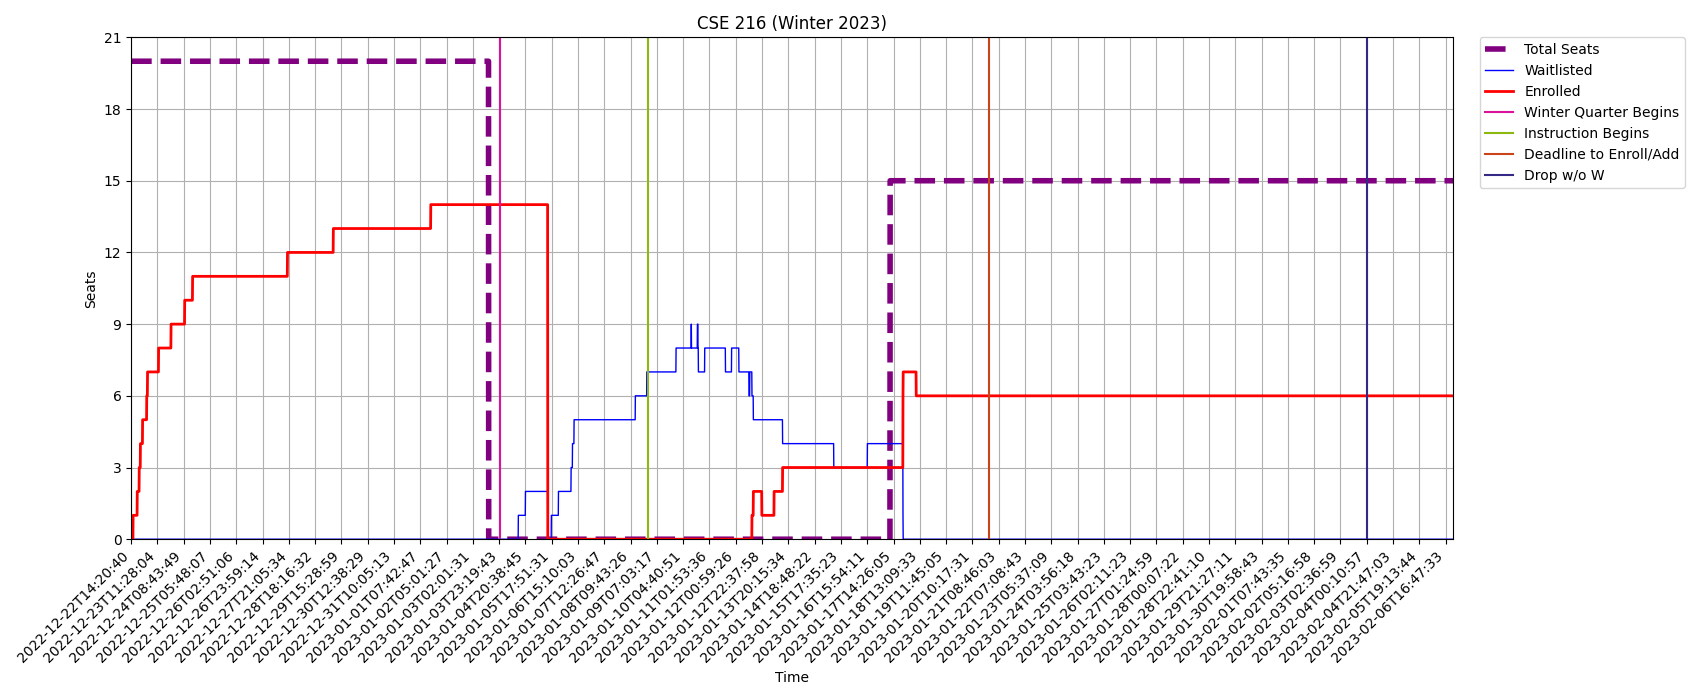 CSE 216 (Winter 2023)
21
18
15
12
9
6
3
0
Seats
Total Seats
Waitlisted
Enrolled
Winter Quarter Begins
Instruction Begins
Deadline to Enroll/Add
Drop w/o W
2022-12-22T14:20:40
2022-12-23T11:28:04
2022-12-24T08:43:49
2022-12-25T05:48:07
2022-12-26T02:51:06
2022-12-26T23:59:14
2022-12-27T21:05:34
2022-12-28T18:16:32
2022-12-29T15:28:59
2022-12-30T12:38:29
2022-12-31T10:05:13
2023-01-01T07:42:47
2023-01-02T05:01:27
2023-01-03T02:01:31
2023-01-03T23:19:43
2023-01-04T20:38:45
2023-01-05T17:51:31
2023-01-06T15:10:03
2023-01-07T12:26:47
2023-01-08T09:43:26
2023-01-09T07:03:17
2023-01-10T04:40:51
2023-01-11T01:53:36
2023-01-12T00:59:26
2023-01-12T22:37:58
2023-01-13T20:15:34
2023-01-14T18:48:22
2023-01-15T17:35:23
2023-01-16T15:54:11
2023-01-17T14:26:05
2023-01-18T13:09:33
2023-01-19T11:45:05
2023-01-20T10:17:31
2023-01-21T08:46:03
2023-01-22T07:08:43
2023-01-23T05:37:09
2023-01-24T03:56:18
2023-01-25T03:43:23
2023-01-26T02:11:23
2023-01-27T01:24:59
2023-01-28T00:07:22
2023-01-28T22:41:10
2023-01-29T21:27:11
2023-01-30T19:58:43
2023-02-01T07:43:35
2023-02-02T05:16:58
2023-02-03T02:36:59
2023-02-04T00:10:57
2023-02-04T21:47:03
2023-02-05T19:13:44
2023-02-06T16:47:33
Time